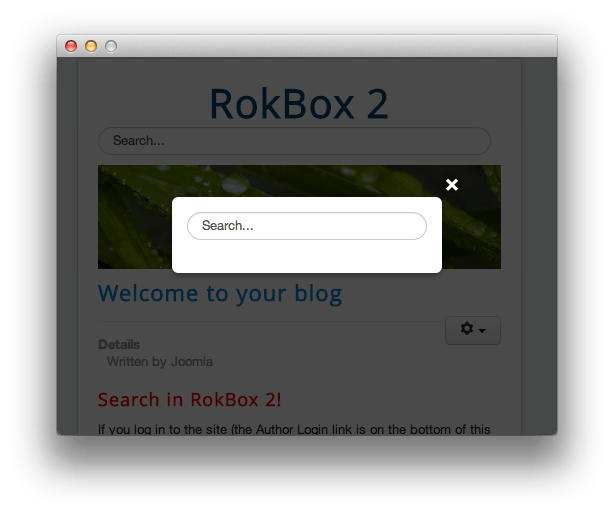 RokBox 2
Search...
Search...
Welcome to your blog
Details
Written by Joomla
Search in RokBox 2!
If you log in to the site (the Author Login link is on the bottom of this